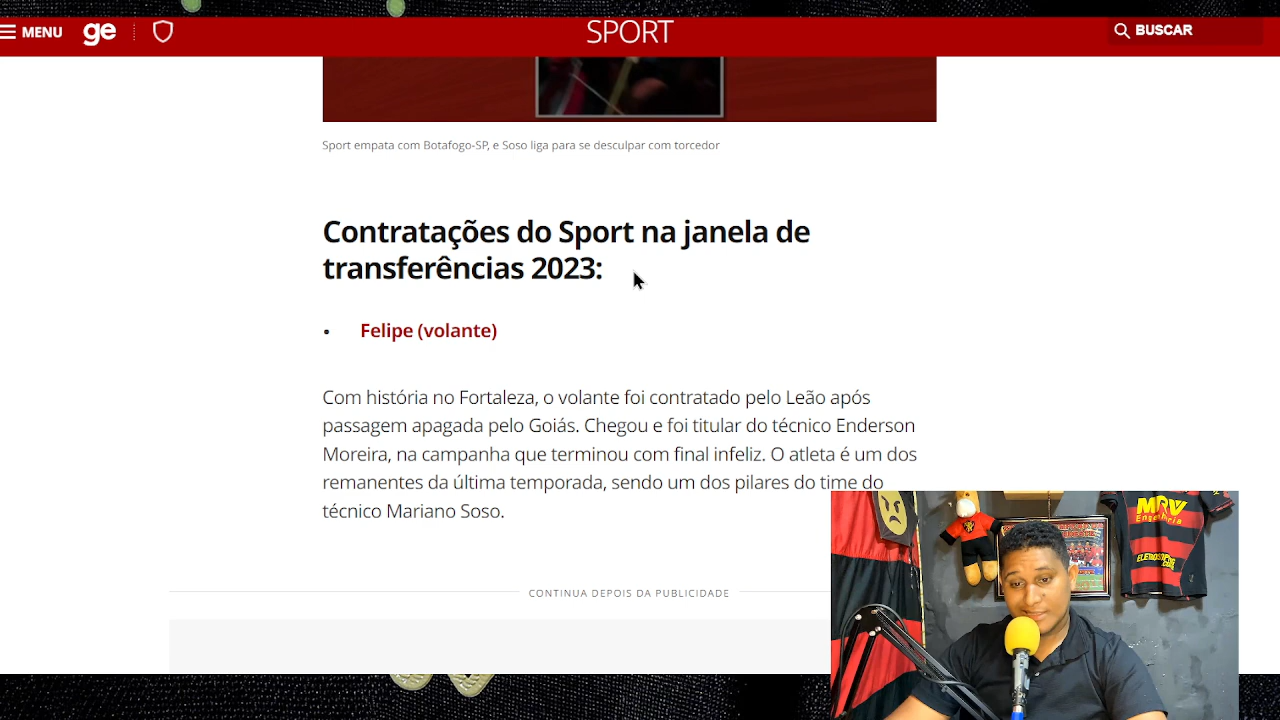 MENU
ge
SPORT
BUSCAR
Sport empata com Botafogo-SP, e Soso liga para se desculpar com torcedor
Contratações do Sport na janela de
transferências 2023:
• Felipe (volante)
Com história no Fortaleza, o volante foi contratado pelo Leão após
passagem apagada pelo Goiás. Chegou e foi titular do técnico Enderson
Moreira, na campanha que terminou com final infeliz. O atleta é um dos
remanentes da última temporada, sendo um dos pilares do time do
técnico Mariano Soso.
CONTINUA DEPOIS DA PUBLICIDADE
MRV
Engenharia